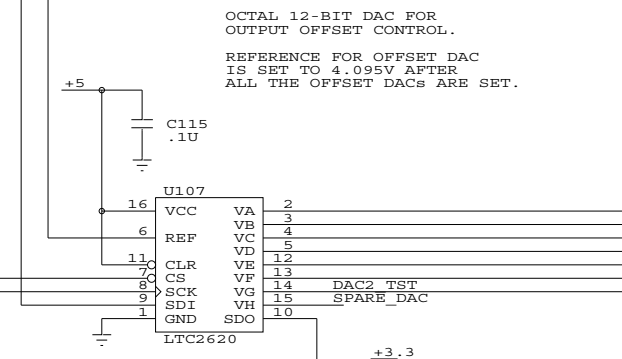 OCTAL 12-BIT DAC FOR
OUTPUT OFFSET CONTROL.
REFERENCE FOR OFFSET DAC
IS SET TO 4.095V AFTER
ALL THE OFFSET DACs ARE SET.
+5
C115
.1U
U107
16 VCC VA 2
VB 3
6 REF VC 4
VD 5
11 CLR VE 12
7 CS VF 13
8 SCK VG 14 DAC2_TST
9 SDI VH 15 SPARE_DAC
1 GND SDO 10
LTC2620
+3.3